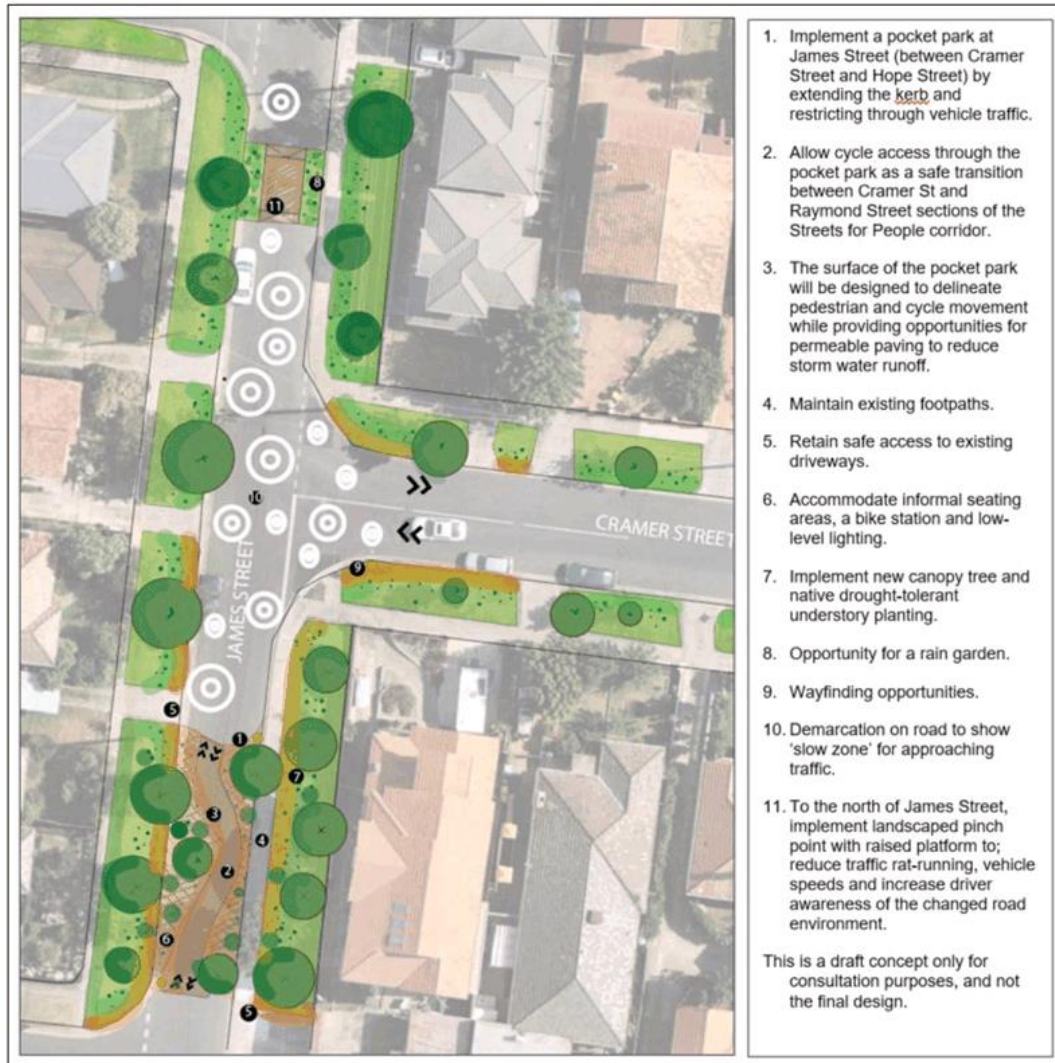 8
11
10
CRAMER STREET
JAMES STREET
9
5
1
7
3
4
2
6
5
1. Implement a pocket park at
James Street (between Cramer
Street and Hope Street) by
extending the kerb and
restricting through vehicle traffic.
2. Allow cycle access through the
pocket park as a safe transition
between Cramer St and
Raymond Street sections of the
Streets for People corridor.
3. The surface of the pocket park
will be designed to delineate
pedestrian and cycle movement
while providing opportunities for
permeable paving to reduce
storm water runoff.
4. Maintain existing footpaths.
5. Retain safe access to existing
driveways.
6. Accommodate informal seating
areas, a bike station and low-
level lighting.
7. Implement new canopy tree and
native drought-tolerant
understory planting.
8. Opportunity for a rain garden.
9. Wayfinding opportunities.
10. Demarcation on road to show
‘slow zone’ for approaching
traffic.
11. To the north of James Street,
implement landscaped pinch
point with raised platform to;
reduce traffic rat-running, vehicle
speeds and increase driver
awareness of the changed road
environment.
This is a draft concept only for
consultation purposes, and not
the final design.